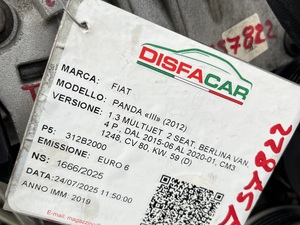 DISFACAR
MARCA: FIAT
MODELLO: PANDA «III» (2012)
VERSIONE: 1.3 MULTIJET 2 SEAT, BERLINA VAN,
4 P., DAL 2015-06 AL 2020-01, CM3
1248, CV 80, KW 59 (D)
P5: 312B2000
EMISSIONE: EURO 6
NS: 1666/2025
DATA: 24/07/2025 11:50:00
ANNO IMM: 2019
757822
757822